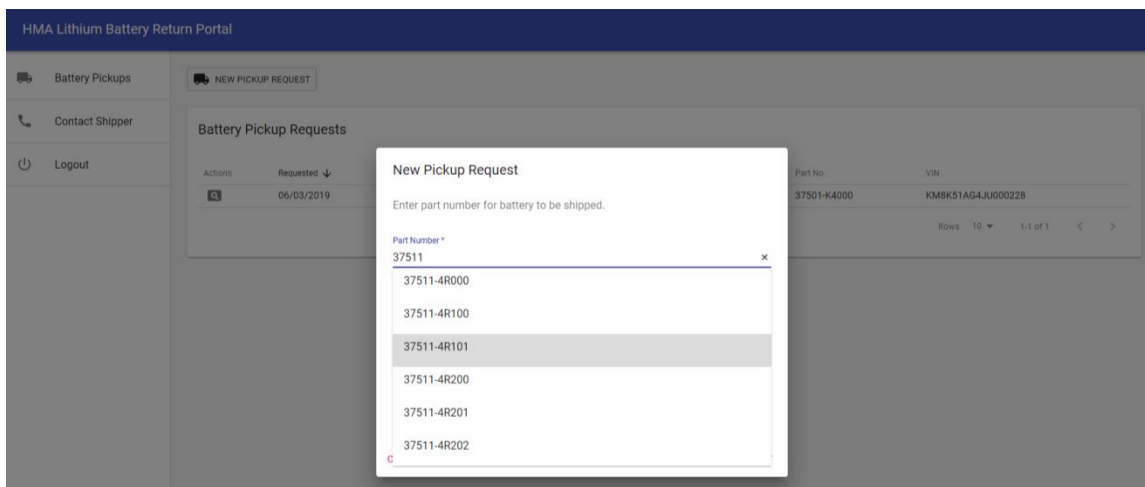 HMA Lithium Battery Return Portal
Battery Pickups
Contact Shipper
Logout
NEW PICKUP REQUEST
Battery Pickup Requests
Actions Requested Part No. VIN
06/03/2019 37501-K4000 KM8K51AG4JU000228
Rows 10 1-1 of 1
New Pickup Request
Enter part number for battery to be shipped.
Part Number *
37511
37511-4R000
37511-4R100
37511-4R101
37511-4R200
37511-4R201
37511-4R202